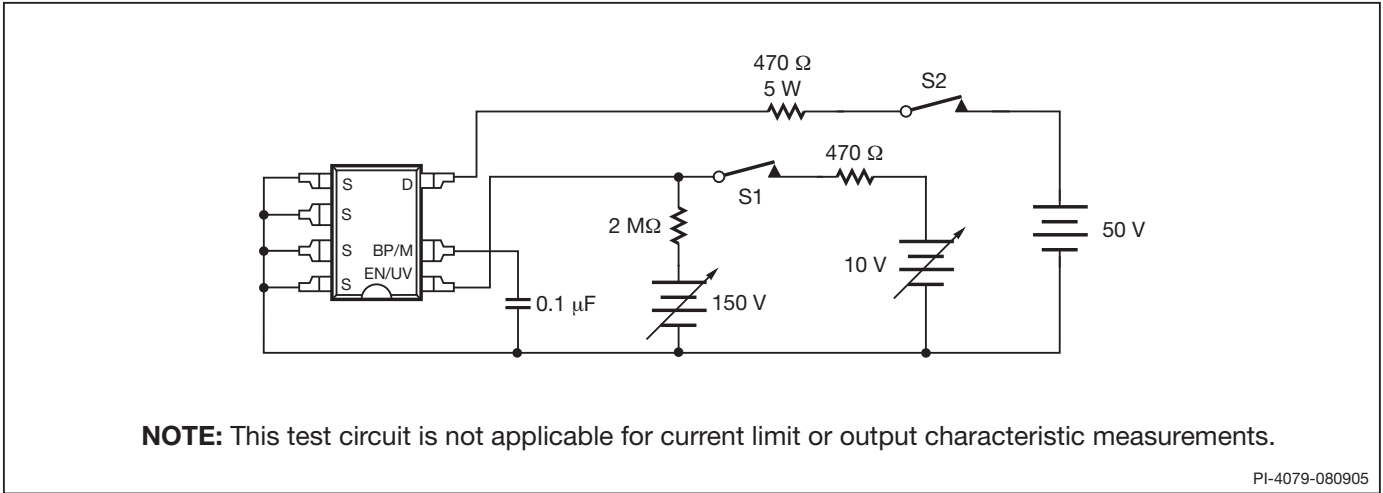 470 Ω
5 W
S2
470 Ω
S1
S
D
S
S
BP/M
EN/UV
S
2 MΩ
50 V
10 V
0.1 μF
150 V
NOTE: This test circuit is not applicable for current limit or output characteristic measurements.
PI-4079-080905